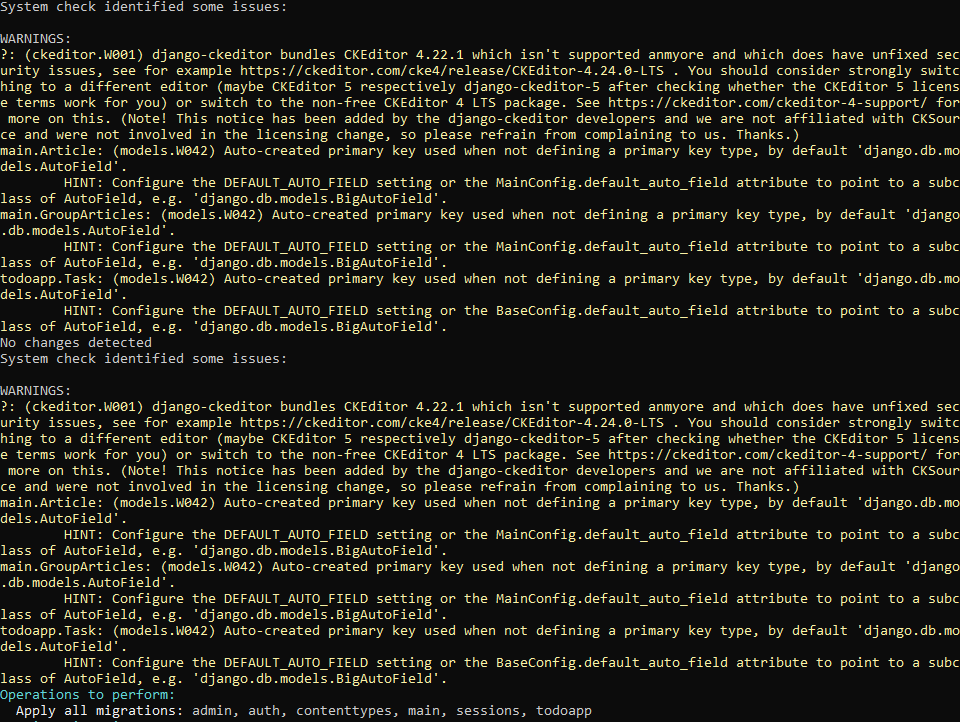 System check identified some issues:
WARNINGS:
?: (ckeditor.W001) django-ckeditor bundles CKEditor 4.22.1 which isn't supported anmyore and which does have unfixed sec
urity issues, see for example https://ckeditor.com/cke4/release/CKEditor-4.24.0-LTS . You should consider strongly switc
hing to a different editor (maybe CKEditor 5 respectively django-ckeditor-5 after checking whether the CKEditor 5 licens
e terms work for you) or switch to the non-free CKEditor 4 LTS package. See https://ckeditor.com/ckeditor-4-support/ for
 more on this. (Note! This notice has been added by the django-ckeditor developers and we are not affiliated with CKSour
ce and were not involved in the licensing change, so please refrain from complaining to us. Thanks.)
main.Article: (models.W042) Auto-created primary key used when not defining a primary key type, by default 'django.db.mo
dels.AutoField'.
        HINT: Configure the DEFAULT_AUTO_FIELD setting or the MainConfig.default_auto_field attribute to point to a subc
lass of AutoField, e.g. 'django.db.models.BigAutoField'.
main.GroupArticles: (models.W042) Auto-created primary key used when not defining a primary key type, by default 'django
.db.models.AutoField'.
        HINT: Configure the DEFAULT_AUTO_FIELD setting or the MainConfig.default_auto_field attribute to point to a subc
lass of AutoField, e.g. 'django.db.models.BigAutoField'.
todoapp.Task: (models.W042) Auto-created primary key used when not defining a primary key type, by default 'django.db.mo
dels.AutoField'.
        HINT: Configure the DEFAULT_AUTO_FIELD setting or the BaseConfig.default_auto_field attribute to point to a subc
lass of AutoField, e.g. 'django.db.models.BigAutoField'.
No changes detected
System check identified some issues:
WARNINGS:
?: (ckeditor.W001) django-ckeditor bundles CKEditor 4.22.1 which isn't supported anmyore and which does have unfixed sec
urity issues, see for example https://ckeditor.com/cke4/release/CKEditor-4.24.0-LTS . You should consider strongly switc
hing to a different editor (maybe CKEditor 5 respectively django-ckeditor-5 after checking whether the CKEditor 5 licens
e terms work for you) or switch to the non-free CKEditor 4 LTS package. See https://ckeditor.com/ckeditor-4-support/ for
 more on this. (Note! This notice has been added by the django-ckeditor developers and we are not affiliated with CKSour
ce and were not involved in the licensing change, so please refrain from complaining to us. Thanks.)
main.Article: (models.W042) Auto-created primary key used when not defining a primary key type, by default 'django.db.mo
dels.AutoField'.
        HINT: Configure the DEFAULT_AUTO_FIELD setting or the MainConfig.default_auto_field attribute to point to a subc
lass of AutoField, e.g. 'django.db.models.BigAutoField'.
main.GroupArticles: (models.W042) Auto-created primary key used when not defining a primary key type, by default 'django
.db.models.AutoField'.
        HINT: Configure the DEFAULT_AUTO_FIELD setting or the MainConfig.default_auto_field attribute to point to a subc
lass of AutoField, e.g. 'django.db.models.BigAutoField'.
todoapp.Task: (models.W042) Auto-created primary key used when not defining a primary key type, by default 'django.db.mo
dels.AutoField'.
        HINT: Configure the DEFAULT_AUTO_FIELD setting or the BaseConfig.default_auto_field attribute to point to a subc
lass of AutoField, e.g. 'django.db.models.BigAutoField'.
Operations to perform:
  Apply all migrations: admin, auth, contenttypes, main, sessions, todoapp